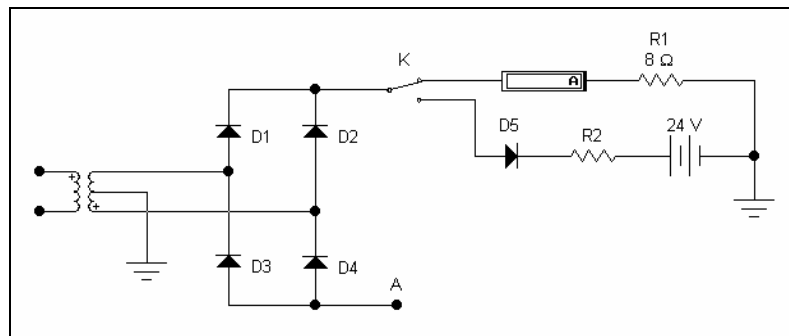 R1
8 Ω
K
A
D5
R2
24 V
D1
D2
+
+
D3
D4
A